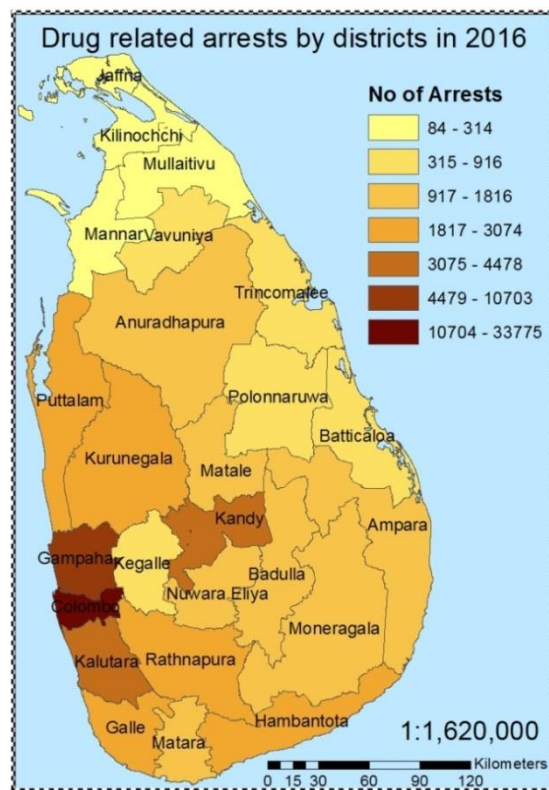 Drug related arrests by districts in 2016
No of Arrests
84 - 314
315 - 916
917 - 1816
1817 - 3074
3075 - 4478
4479 - 10703
10704 - 33775
Jaffna
Kilinochchi
Mullaitivu
Mannar
Vavuniya
Trincomalee
Anuradhapura
Puttalam
Polonnaruwa
Batticaloa
Kurunegala
Matale
Kandy
Ampara
Gampaha
Kegalle
Badulla
Nuwara Eliya
Colombo
Moneragala
Kalutara
Rathnapura
Galle
Matara
Hambantota
1:1,620,000
Kilometers
0 15 30 60 90 120